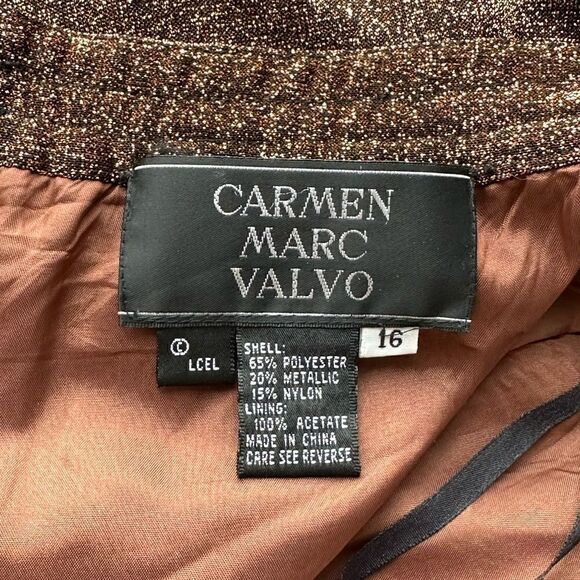 CARMEN
MARC
VALVO
16
© LCEL
SHELL:
65% POLYESTER
20% METALLIC
15% NYLON
LINING:
100% ACETATE
MADE IN CHINA
CARE SEE REVERSE